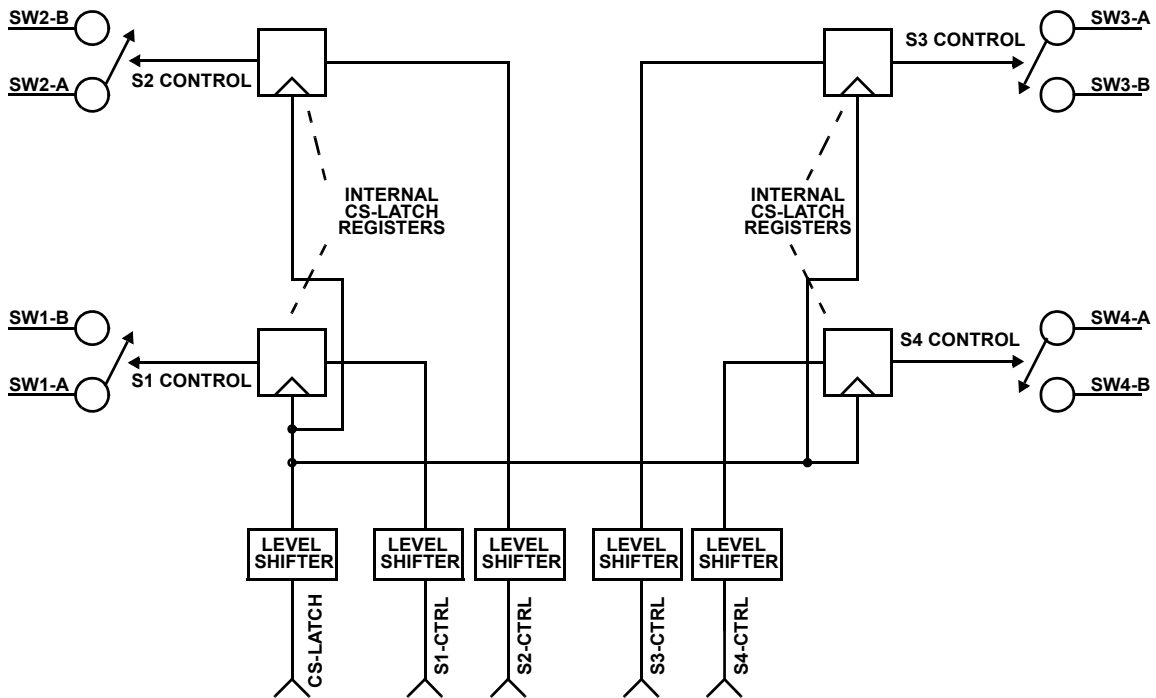 SW2-B
SW2-A
S2 CONTROL
S3 CONTROL
SW3-A
SW3-B
INTERNAL
CS-LATCH
REGISTERS
INTERNAL
CS-LATCH
REGISTERS
SW1-B
SW1-A
S1 CONTROL
S4 CONTROL
SW4-A
SW4-B
LEVEL
SHIFTER
LEVEL
SHIFTER
LEVEL
SHIFTER
LEVEL
SHIFTER
LEVEL
SHIFTER
CS-LATCH
S1-CTRL
S2-CTRL
S3-CTRL
S4-CTRL